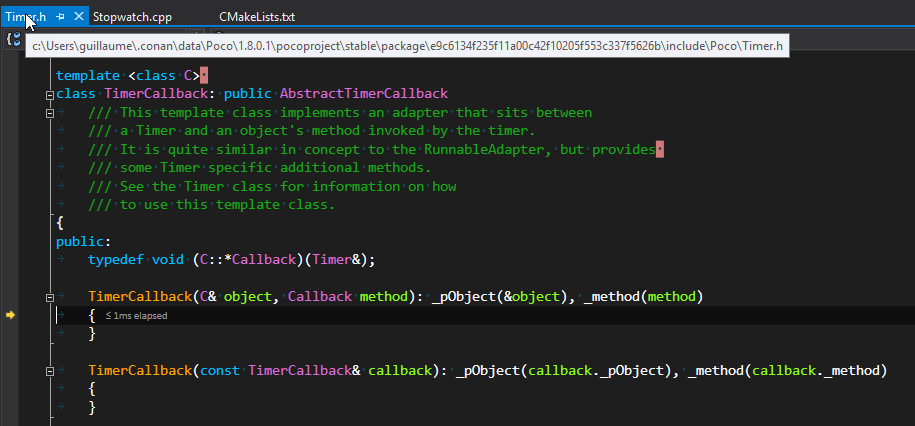 Timer.h Stopwatch.cpp CMakeLists.txt
c:\Users\guillaume\.conan\data\Poco\1.8.0.1\pocoproject\stable\package\e9c6134f235f11a00c42f10205f553c337f5626b\include\Poco\Timer.h
template <class C>
class TimerCallback: public AbstractTimerCallback
/// This template class implements an adapter that sits between
/// a Timer and an object's method invoked by the timer.
/// It is quite similar in concept to the RunnableAdapter, but provides
/// some Timer specific additional methods.
/// See the Timer class for information on how
/// to use this template class.
{
public:
typedef void (C::*Callback)(Timer&);
TimerCallback(C& object, Callback method): _pObject(&object), _method(method)
{ ≤ 1ms elapsed
}
TimerCallback(const TimerCallback& callback): _pObject(callback._pObject), _method(callback._method)
{
}